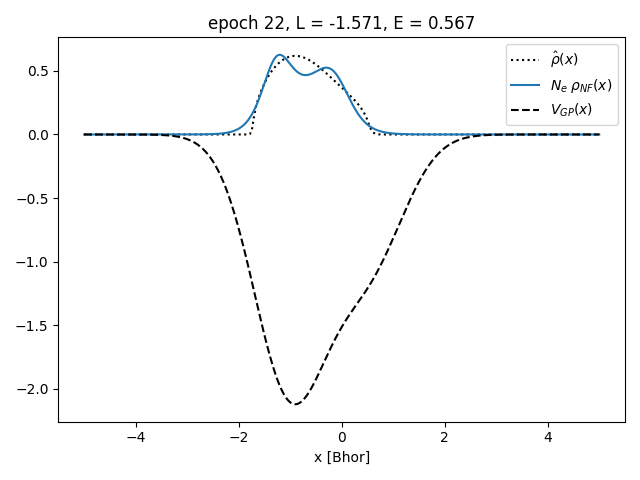 epoch 22, L = -1.571, E = 0.567
ρ̂(x)
N_e ρ_NF(x)
V_GP(x)
0.5
0.0
−0.5
−1.0
−1.5
−2.0
−4 −2 0 2 4
x [Bhor]